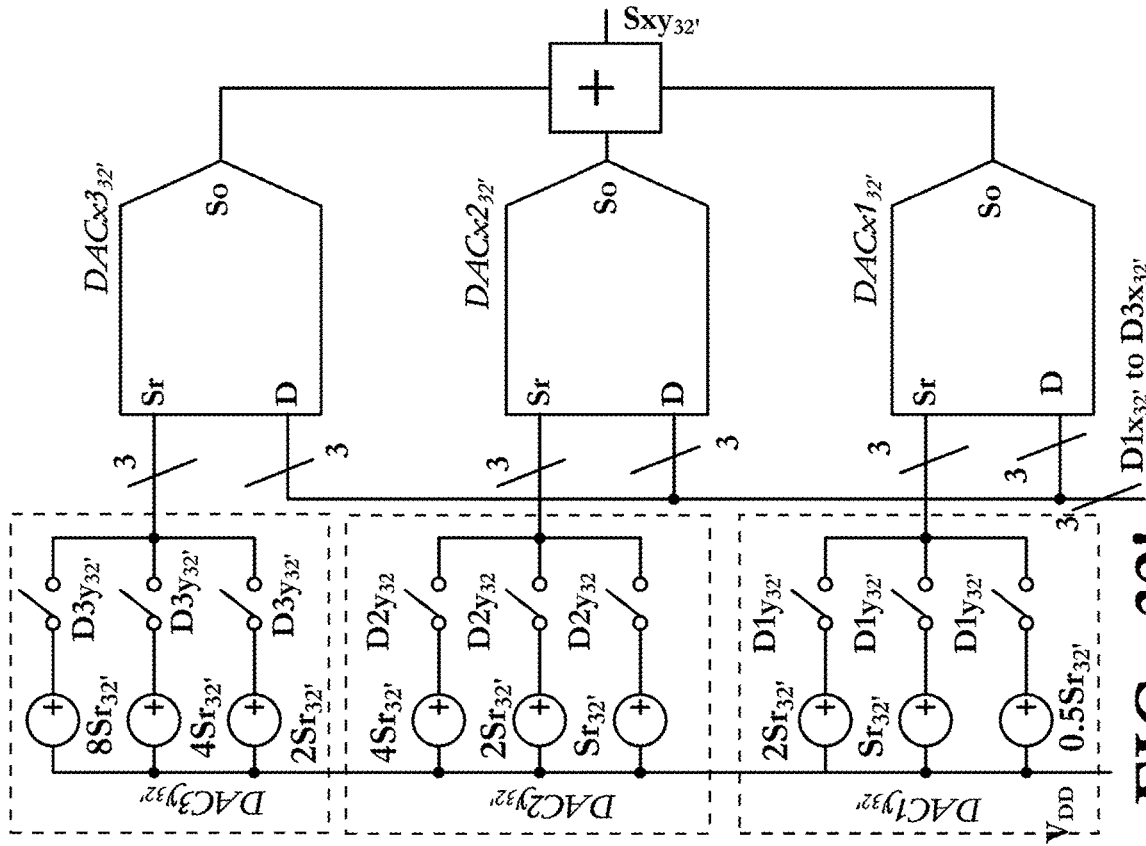 Sxy32'
+
DACx332'
So
Sr
D
3
3
DACx232'
So
Sr
D
3
3
DACx132'
So
Sr
D
3
3
3
D1x32' to D3x32'
D3y32'
D3y32'
D3y32'
8Sr32'
4Sr32'
2Sr32'
DAC3y32'
D2y32
D2y32
D2y32
4Sr32'
2Sr32'
Sr32'
DAC2y32'
D1y32'
D1y32'
D1y32'
2Sr32'
Sr32'
0.5Sr32'
DAC1y32'
VDD